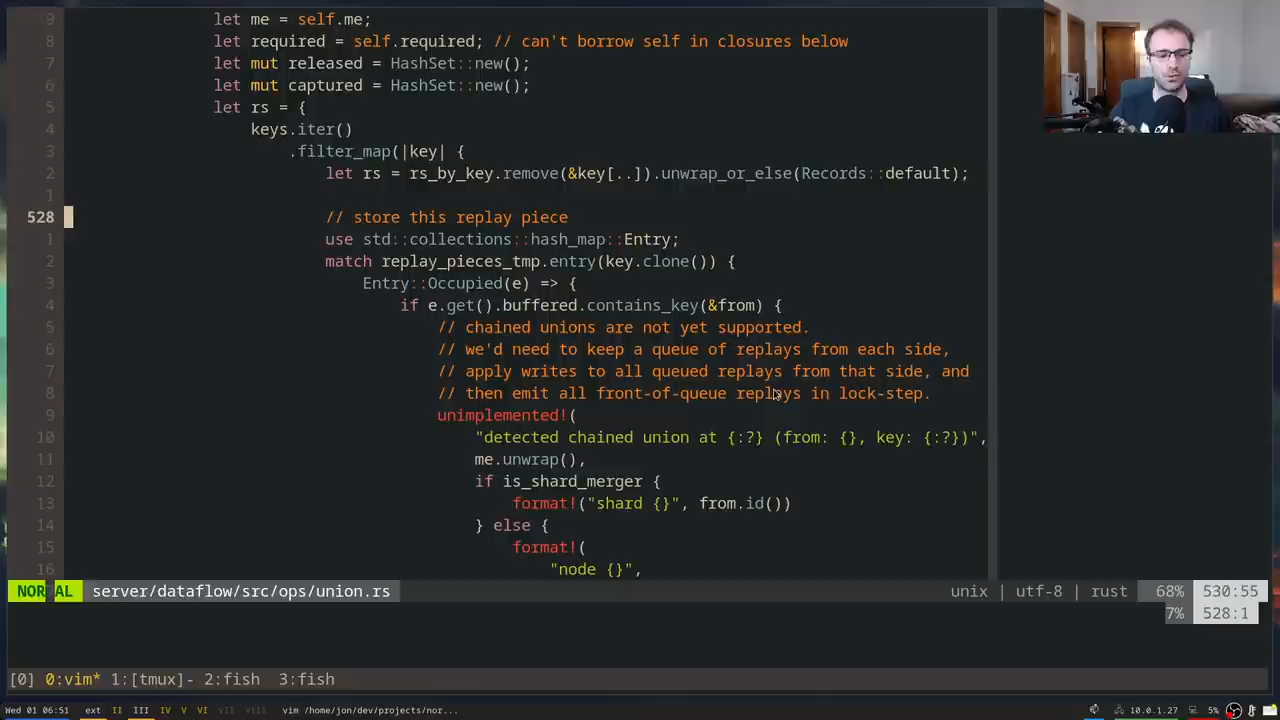 9 let me = self.me;
8 let required = self.required; // can't borrow self in closures below
7 let mut released = HashSet::new();
6 let mut captured = HashSet::new();
5 let rs = {
4 keys.iter()
3 .filter_map(|key| {
2 let rs = rs_by_key.remove(&key[..]).unwrap_or_else(Records::default);
1
528 // store this replay piece
1 use std::collections::hash_map::Entry;
2 match replay_pieces_tmp.entry(key.clone()) {
3 Entry::Occupied(e) => {
4 if e.get().buffered.contains_key(&from) {
5 // chained unions are not yet supported.
6 // we'd need to keep a queue of replays from each side,
7 // apply writes to all queued replays from that side, and
8 // then emit all front-of-queue replays in lock-step.
9 unimplemented!(
10 "detected chained union at {:?} (from: {}, key: {:?})",
11 me.unwrap(),
12 if is_shard_merger {
13 format!("shard {}", from.id())
14 } else {
15 format!(
16 "node {}",
NORMAL server/dataflow/src/ops/union.rs unix | utf-8 | rust 68% 530:55
7% 528:1
[0] 0:vim* 1:[tmux]- 2:fish 3:fish
Wed 01 06:51 ext II III IV V VI VII VIII vim /home/jon/dev/projects/nor... 10.0.1.27 5%